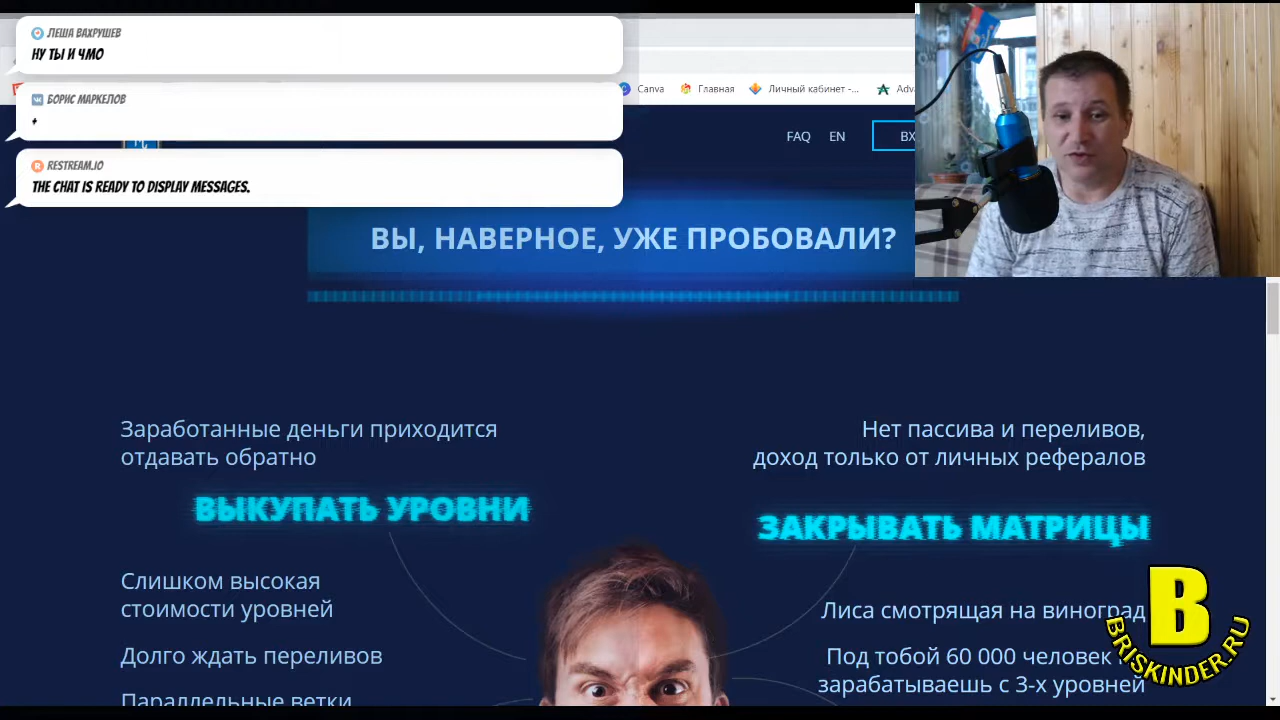 ЛЕША ВАХРУШЕВ
НУ ТЫ И ЧМО
БОРИС МАРКЕЛОВ
+
RESTREAM.IO
THE CHAT IS READY TO DISPLAY MESSAGES.
Canva
Главная
Личный кабинет -...
FAQ
EN
ВЫ, НАВЕРНОЕ, УЖЕ ПРОБОВАЛИ?
Заработанные деньги приходится
отдавать обратно
ВЫКУПАТЬ УРОВНИ
Слишком высокая
стоимости уровней
Долго ждать переливов
Параллельные ветки
Нет пассива и переливов,
доход только от личных рефералов
ЗАКРЫВАТЬ МАТРИЦЫ
Лиса смотрящая на виноград
Под тобой 60 000 человек
зарабатываешь с 3-х уровней
B
BRISKINDER.RU